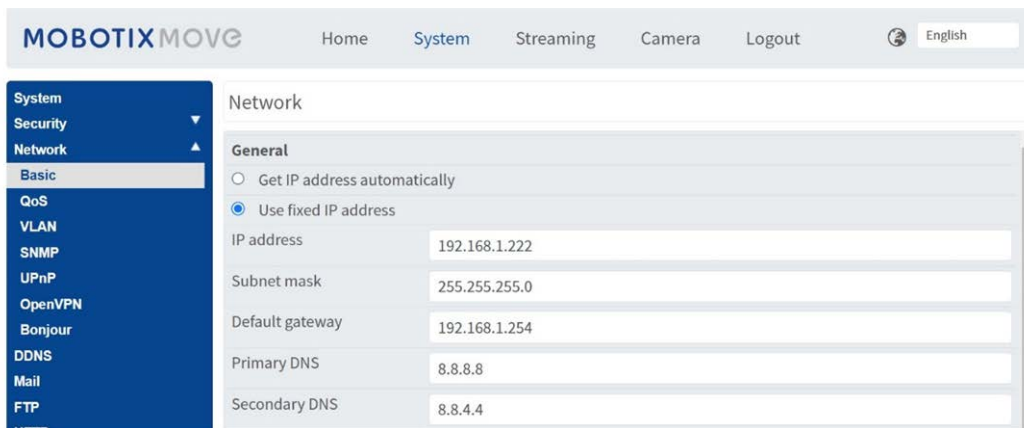 MOBOTIX MOVE Home System Streaming Camera Logout English
System
Security
Network
Basic
QoS
VLAN
SNMP
UPnP
OpenVPN
Bonjour
DDNS
Mail
FTP
Network
General
Get IP address automatically
Use fixed IP address
IP address 192.168.1.222
Subnet mask 255.255.255.0
Default gateway 192.168.1.254
Primary DNS 8.8.8.8
Secondary DNS 8.8.4.4